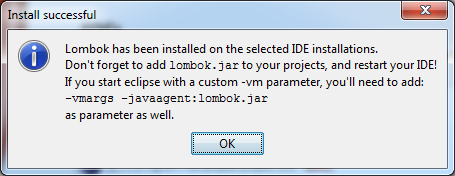 Install successful
Lombok has been installed on the selected IDE installations.
Don't forget to add lombok.jar to your projects, and restart your IDE!
If you start eclipse with a custom -vm parameter, you'll need to add:
-vmargs -javaagent:lombok.jar
as parameter as well.
OK